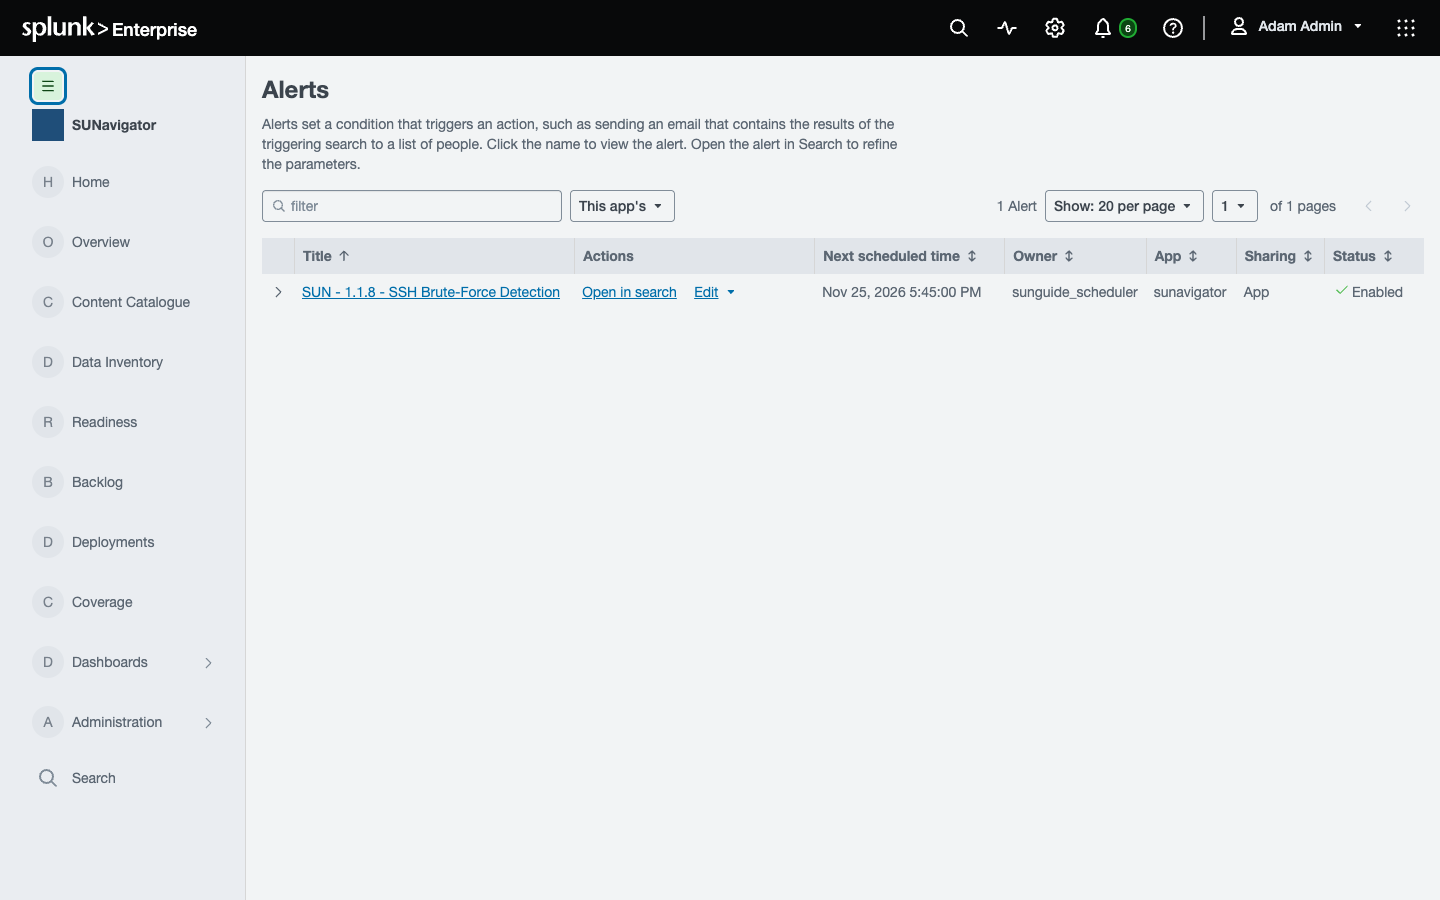 splunk> Enterprise
6
Adam Admin
SUNavigator
H Home
O Overview
C Content Catalogue
D Data Inventory
R Readiness
B Backlog
D Deployments
C Coverage
D Dashboards
A Administration
Search
Alerts
Alerts set a condition that triggers an action, such as sending an email that contains the results of the
triggering search to a list of people. Click the name to view the alert. Open the alert in Search to refine
the parameters.
filter This app's 1 Alert Show: 20 per page 1 of 1 pages
Title Actions Next scheduled time Owner App Sharing Status
SUN - 1.1.8 - SSH Brute-Force Detection Open in search Edit Nov 25, 2026 5:45:00 PM sunguide_scheduler sunavigator App Enabled